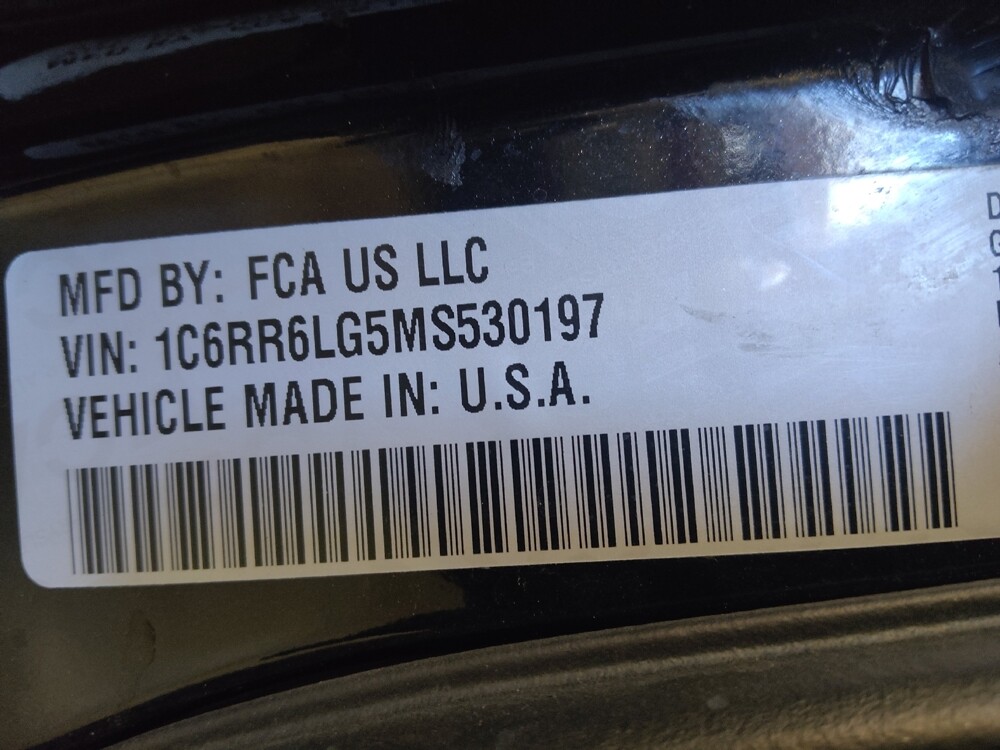 MFD BY: FCA US LLC
VIN: 1C6RR6LG5MS530197
VEHICLE MADE IN: U.S.A.